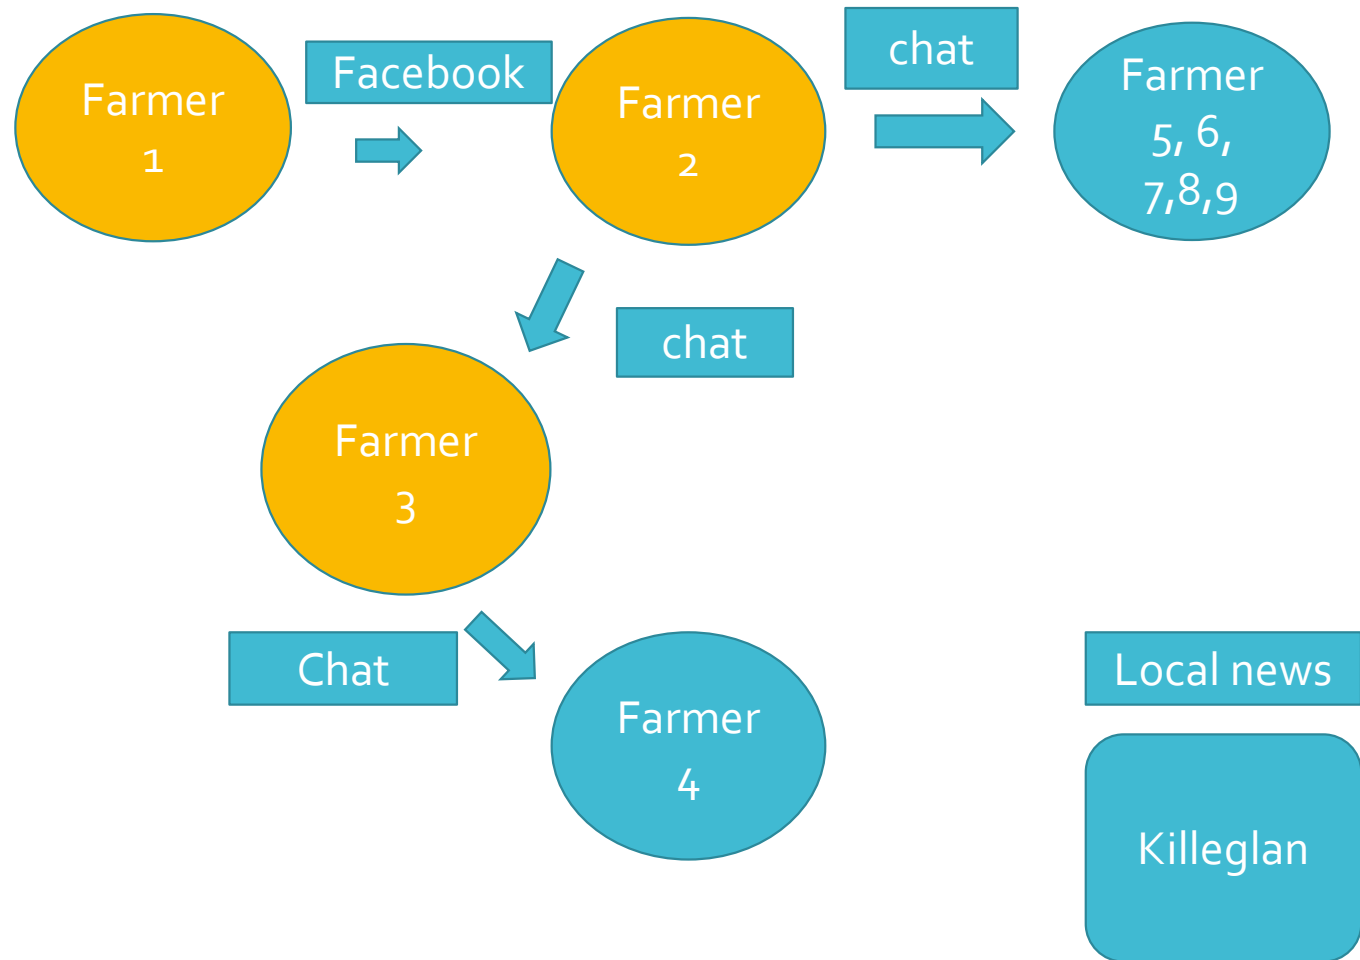 Farmer
1
Facebook
Farmer
2
chat
Farmer
5, 6,
7,8,9
chat
Farmer
3
Chat
Farmer
4
Local news
Killeglan